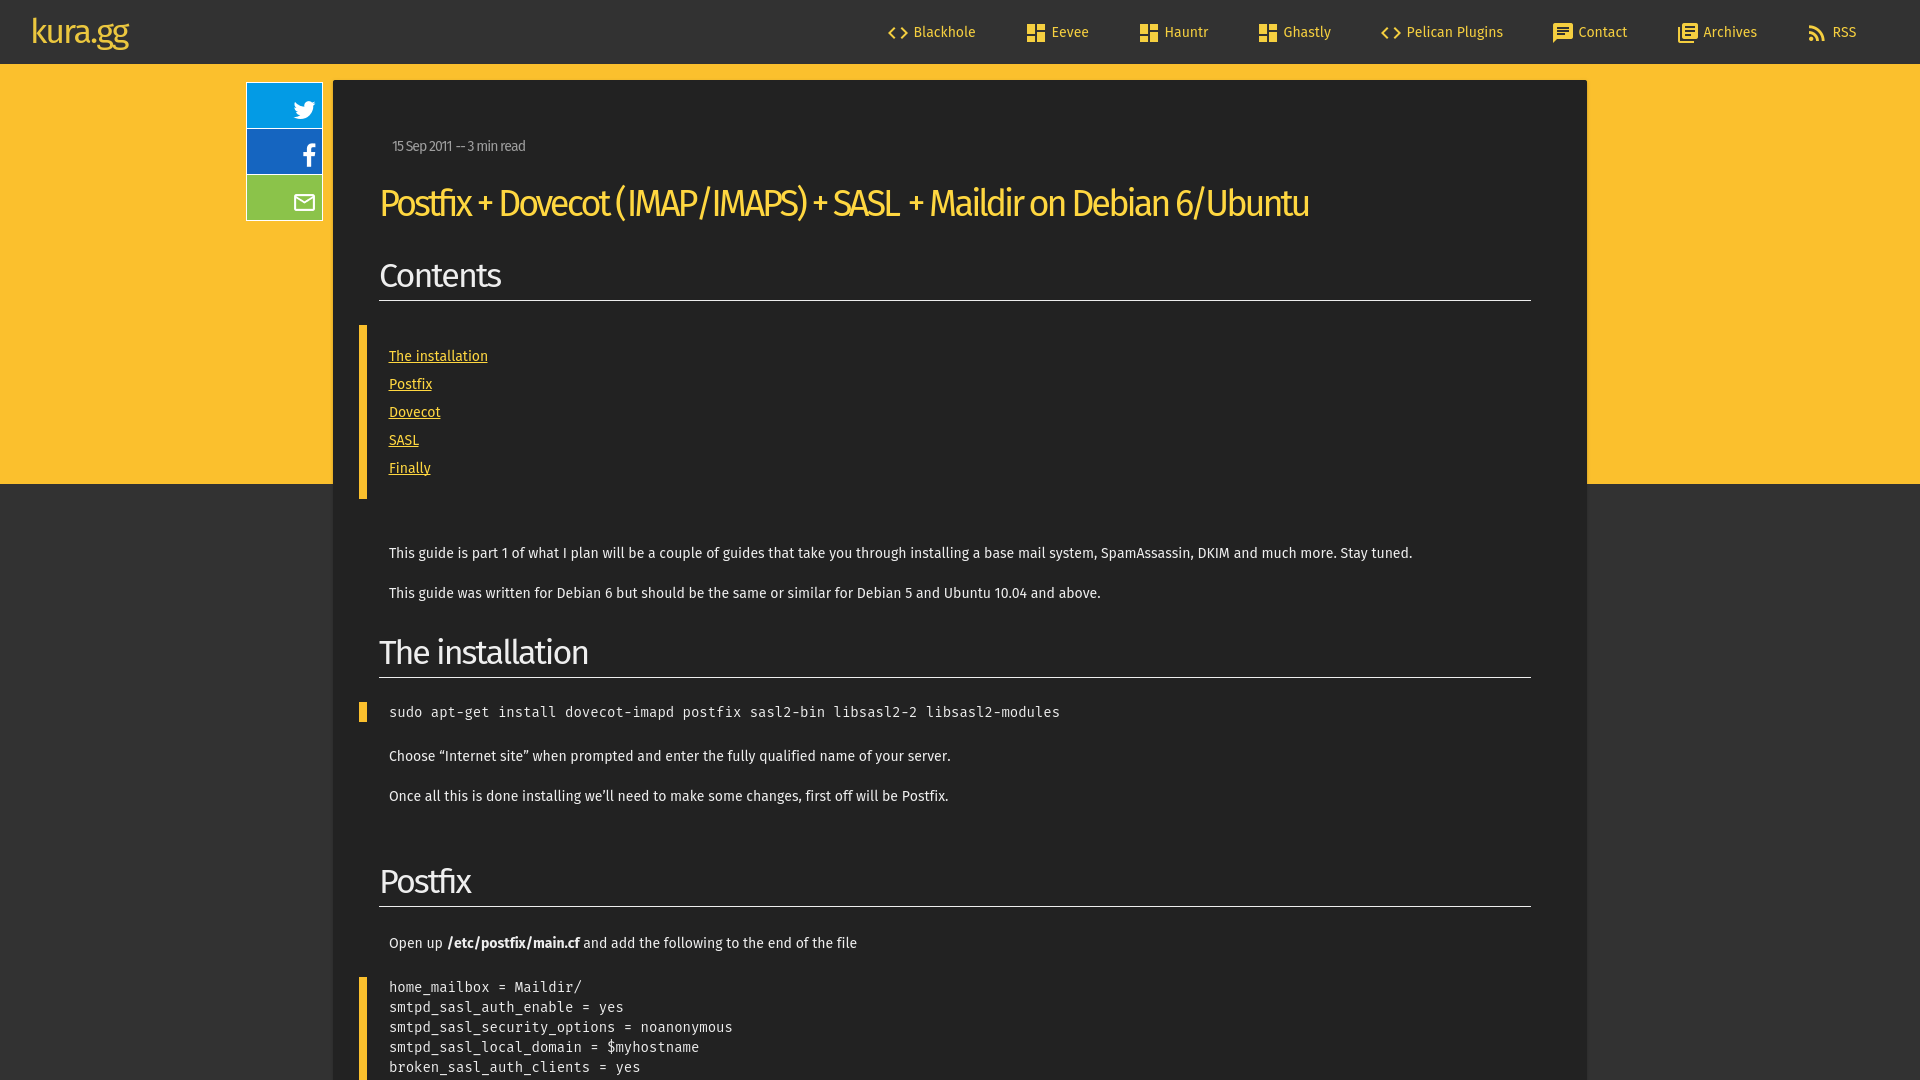 kura.gg
Blackhole
Eevee
Hauntr
Ghastly
Pelican Plugins
Contact
Archives
RSS
15 Sep 2011 -- 3 min read
Postfix + Dovecot (IMAP/IMAPS) + SASL + Maildir on Debian 6/Ubuntu
Contents
The installation
Postfix
Dovecot
SASL
Finally
This guide is part 1 of what I plan will be a couple of guides that take you through installing a base mail system, SpamAssassin, DKIM and much more. Stay tuned.
This guide was written for Debian 6 but should be the same or similar for Debian 5 and Ubuntu 10.04 and above.
The installation
sudo apt-get install dovecot-imapd postfix sasl2-bin libsasl2-2 libsasl2-modules
Choose “Internet site” when prompted and enter the fully qualified name of your server.
Once all this is done installing we’ll need to make some changes, first off will be Postfix.
Postfix
Open up /etc/postfix/main.cf and add the following to the end of the file
home_mailbox = Maildir/
smtpd_sasl_auth_enable = yes
smtpd_sasl_security_options = noanonymous
smtpd_sasl_local_domain = $myhostname
broken_sasl_auth_clients = yes